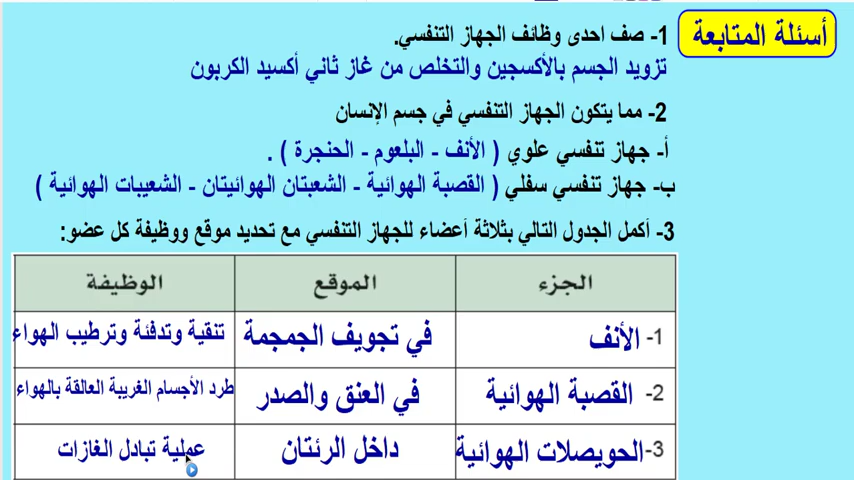 أسئلة المتابعة
1- صف احدى وظائف الجهاز التنفسي.
تزويد الجسم بالأكسجين والتخلص من غاز ثاني أكسيد الكربون
2- مما يتكون الجهاز التنفسي في جسم الإنسان
أ- جهاز تنفسي علوي ( الأنف - البلعوم - الحنجرة ) .
ب- جهاز تنفسي سفلي ( القصبة الهوائية - الشعبتان الهوائيتان - الشعيبات الهوائية )
3- أكمل الجدول التالي بثلاثة أعضاء للجهاز التنفسي مع تحديد موقع ووظيفة كل عضو:
الجزء الموقع الوظيفة
1- الأنف في تجويف الجمجمة تنقية وتدفئة وترطيب الهواء
2- القصبة الهوائية في العنق والصدر طرد الأجسام الغريبة العالقة بالهواء
3- الحويصلات الهوائية داخل الرئتان عملية تبادل الغازات